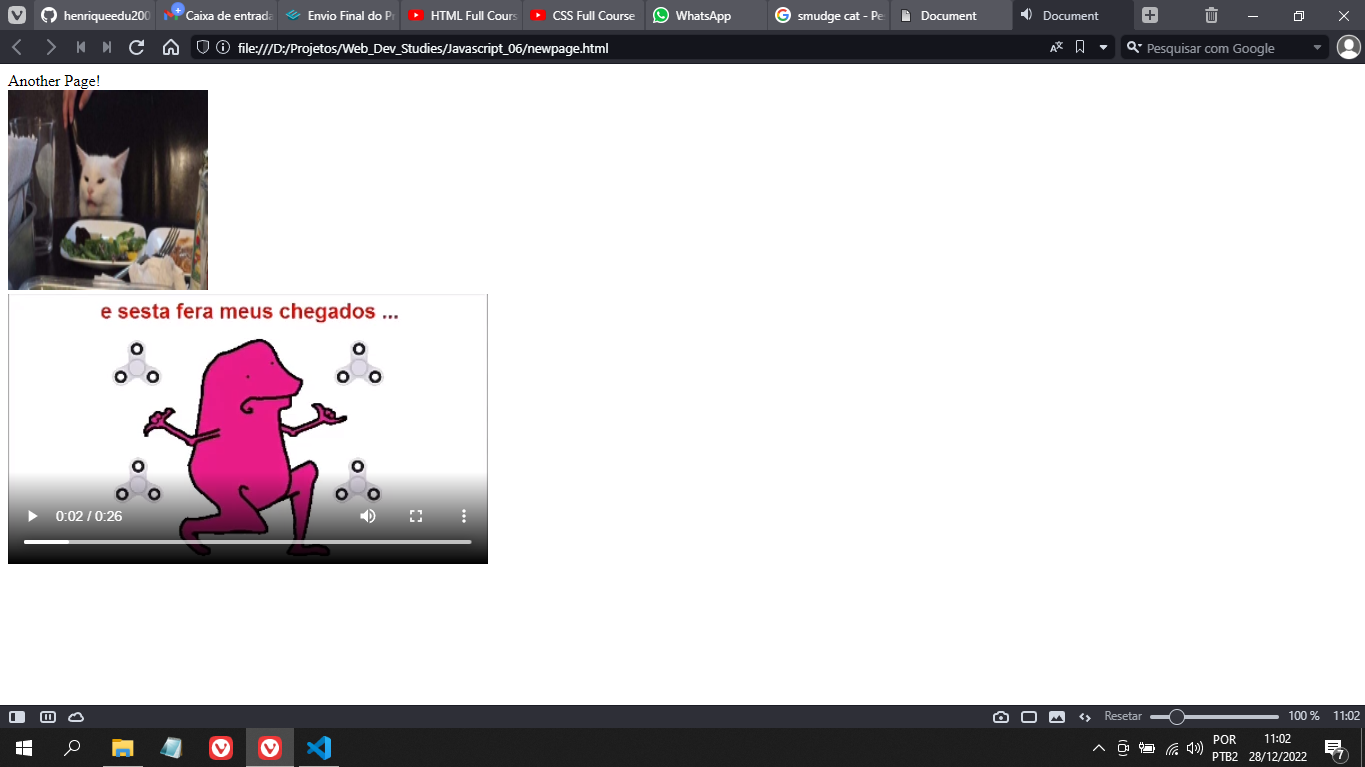 henriqueedu200
Caixa de entrada
Envio Final do Pr
HTML Full Cours
CSS Full Course
WhatsApp
smudge cat - Pe
Document
Document
file:///D:/Projetos/Web_Dev_Studies/Javascript_06/newpage.html
Pesquisar com Google
Another Page!
e sesta fera meus chegados ...
0:02 / 0:26
Resetar
100 %
11:02
POR
PTB2
11:02
28/12/2022
7